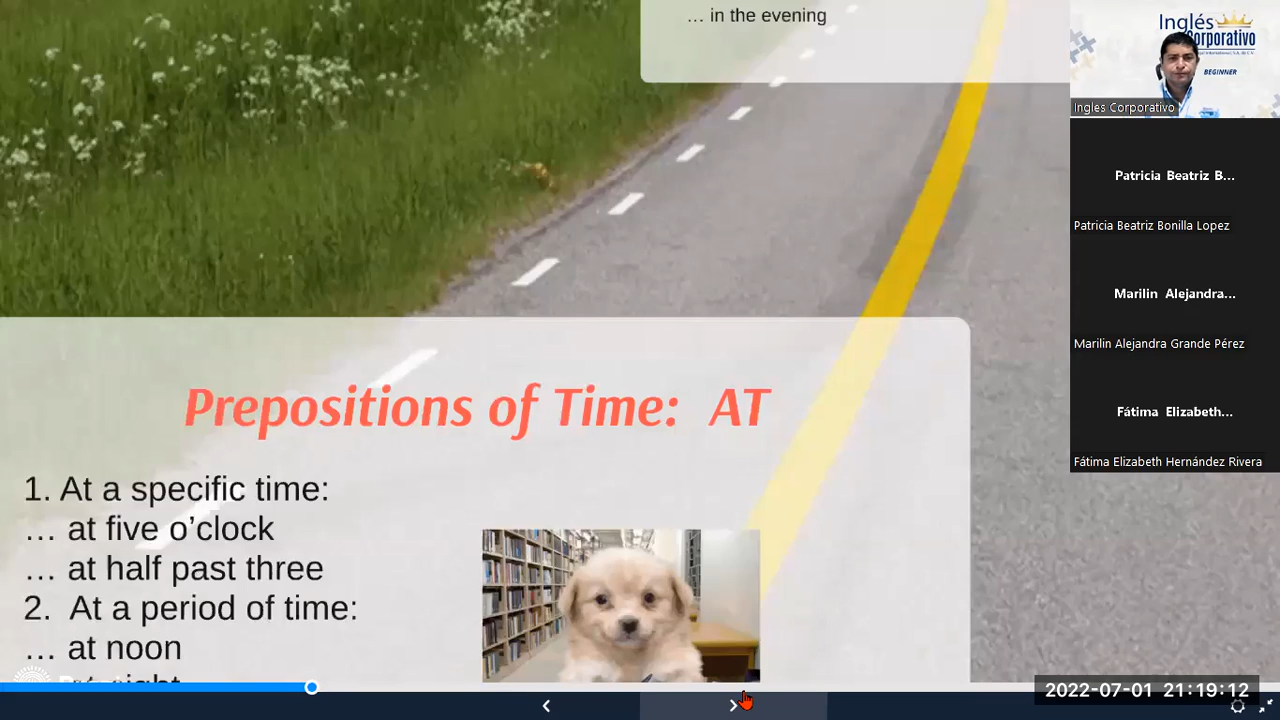 … in the evening
Inglés
Corporativo
BEGINNER
Ingles Corporativo
Patricia Beatriz B...
Patricia Beatriz Bonilla Lopez
Marilin Alejandra...
Marilin Alejandra Grande Pérez
Fátima Elizabeth...
Fátima Elizabeth Hernández Rivera
Prepositions of Time: AT
1. At a specific time:
… at five o’clock
… at half past three
2. At a period of time:
… at noon
2022-07-01 21:19:12